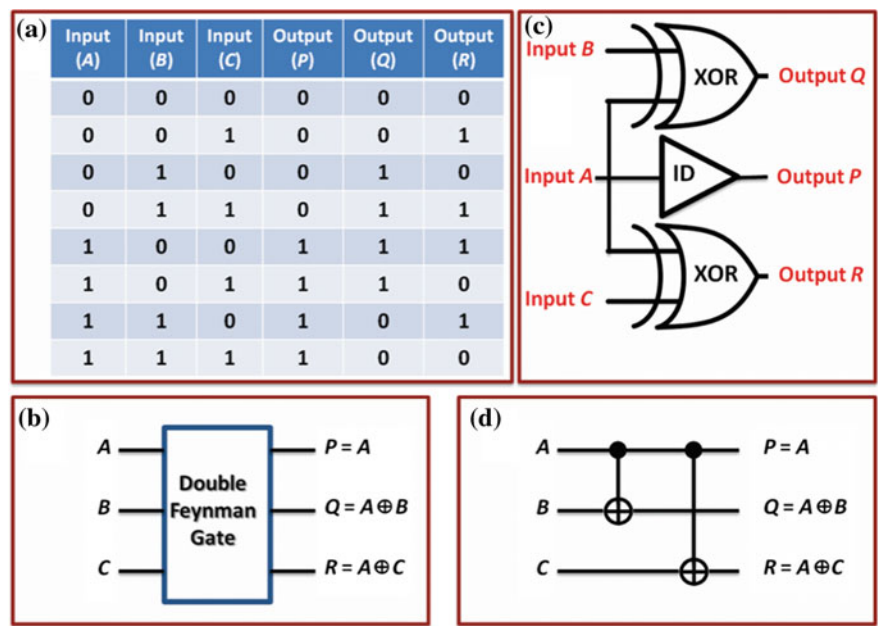 (a)
Input Input Input Output Output Output
(A) (B) (C) (P) (Q) (R)
0 0 0 0 0 0
0 0 1 0 0 1
0 1 0 0 1 0
0 1 1 0 1 1
1 0 0 1 1 1
1 0 1 1 1 0
1 1 0 1 0 1
1 1 1 1 0 0
(c)
Input B
XOR
Output Q
Input A
ID
Output P
XOR
Output R
Input C
(b)
A
P = A
B
Double
Feynman
Gate
Q = A⊕B
C
R = A⊕C
(d)
A
P = A
B
Q = A⊕B
C
R = A⊕C